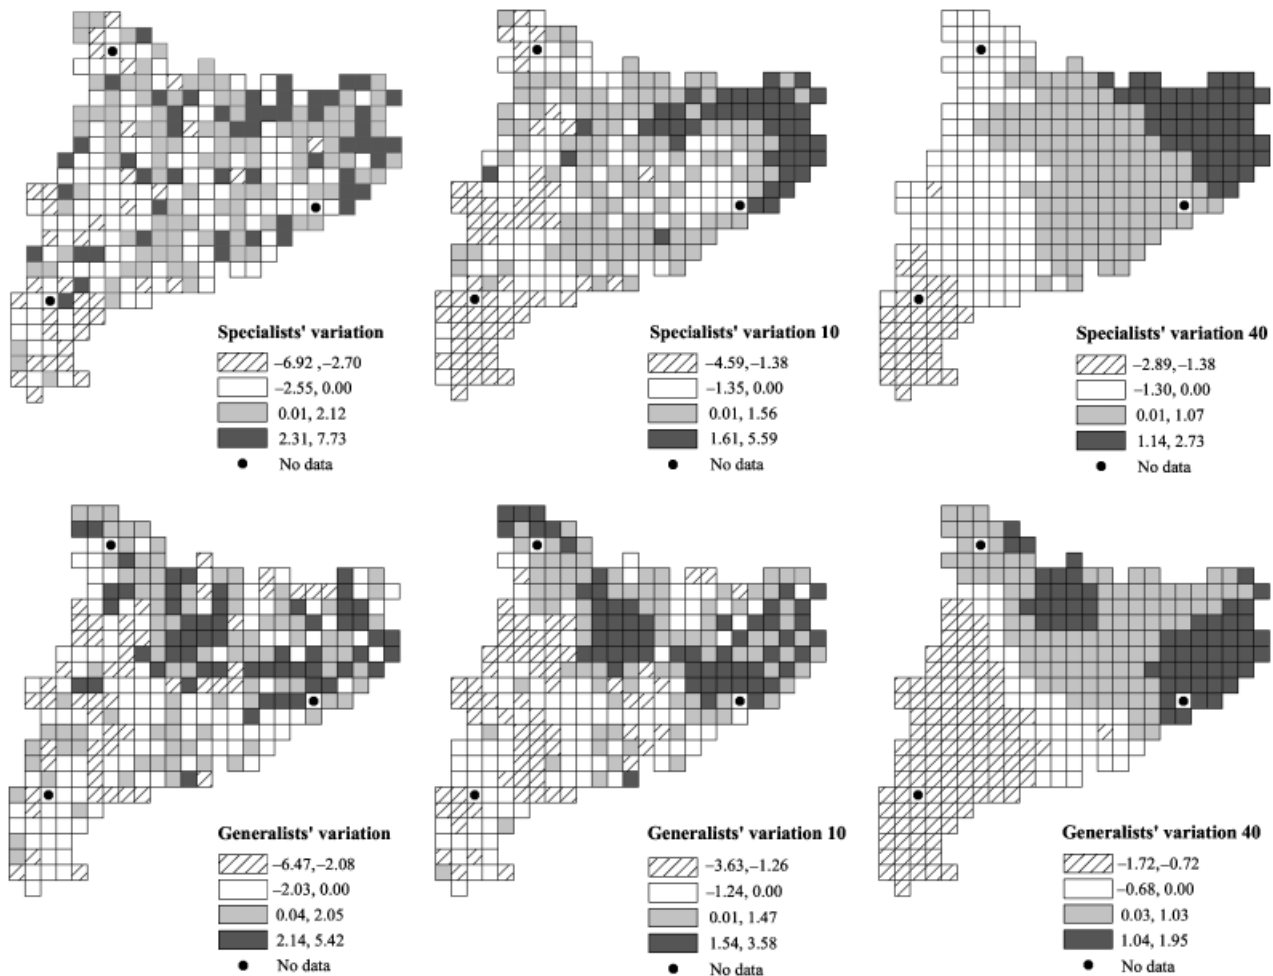 Specialists' variation
–6.92 ,–2.70
–2.55, 0.00
0.01, 2.12
2.31, 7.73
No data
Specialists' variation 10
–4.59, –1.38
–1.35, 0.00
0.01, 1.56
1.61, 5.59
No data
Specialists' variation 40
–2.89,–1.38
–1.30, 0.00
0.01, 1.07
1.14, 2.73
No data
Generalists' variation
–6.47,–2.08
–2.03, 0.00
0.04, 2.05
2.14, 5.42
No data
Generalists' variation 10
–3.63, –1.26
–1.24, 0.00
0.01, 1.47
1.54, 3.58
No data
Generalists' variation 40
–1.72,–0.72
–0.68, 0.00
0.03, 1.03
1.04, 1.95
No data